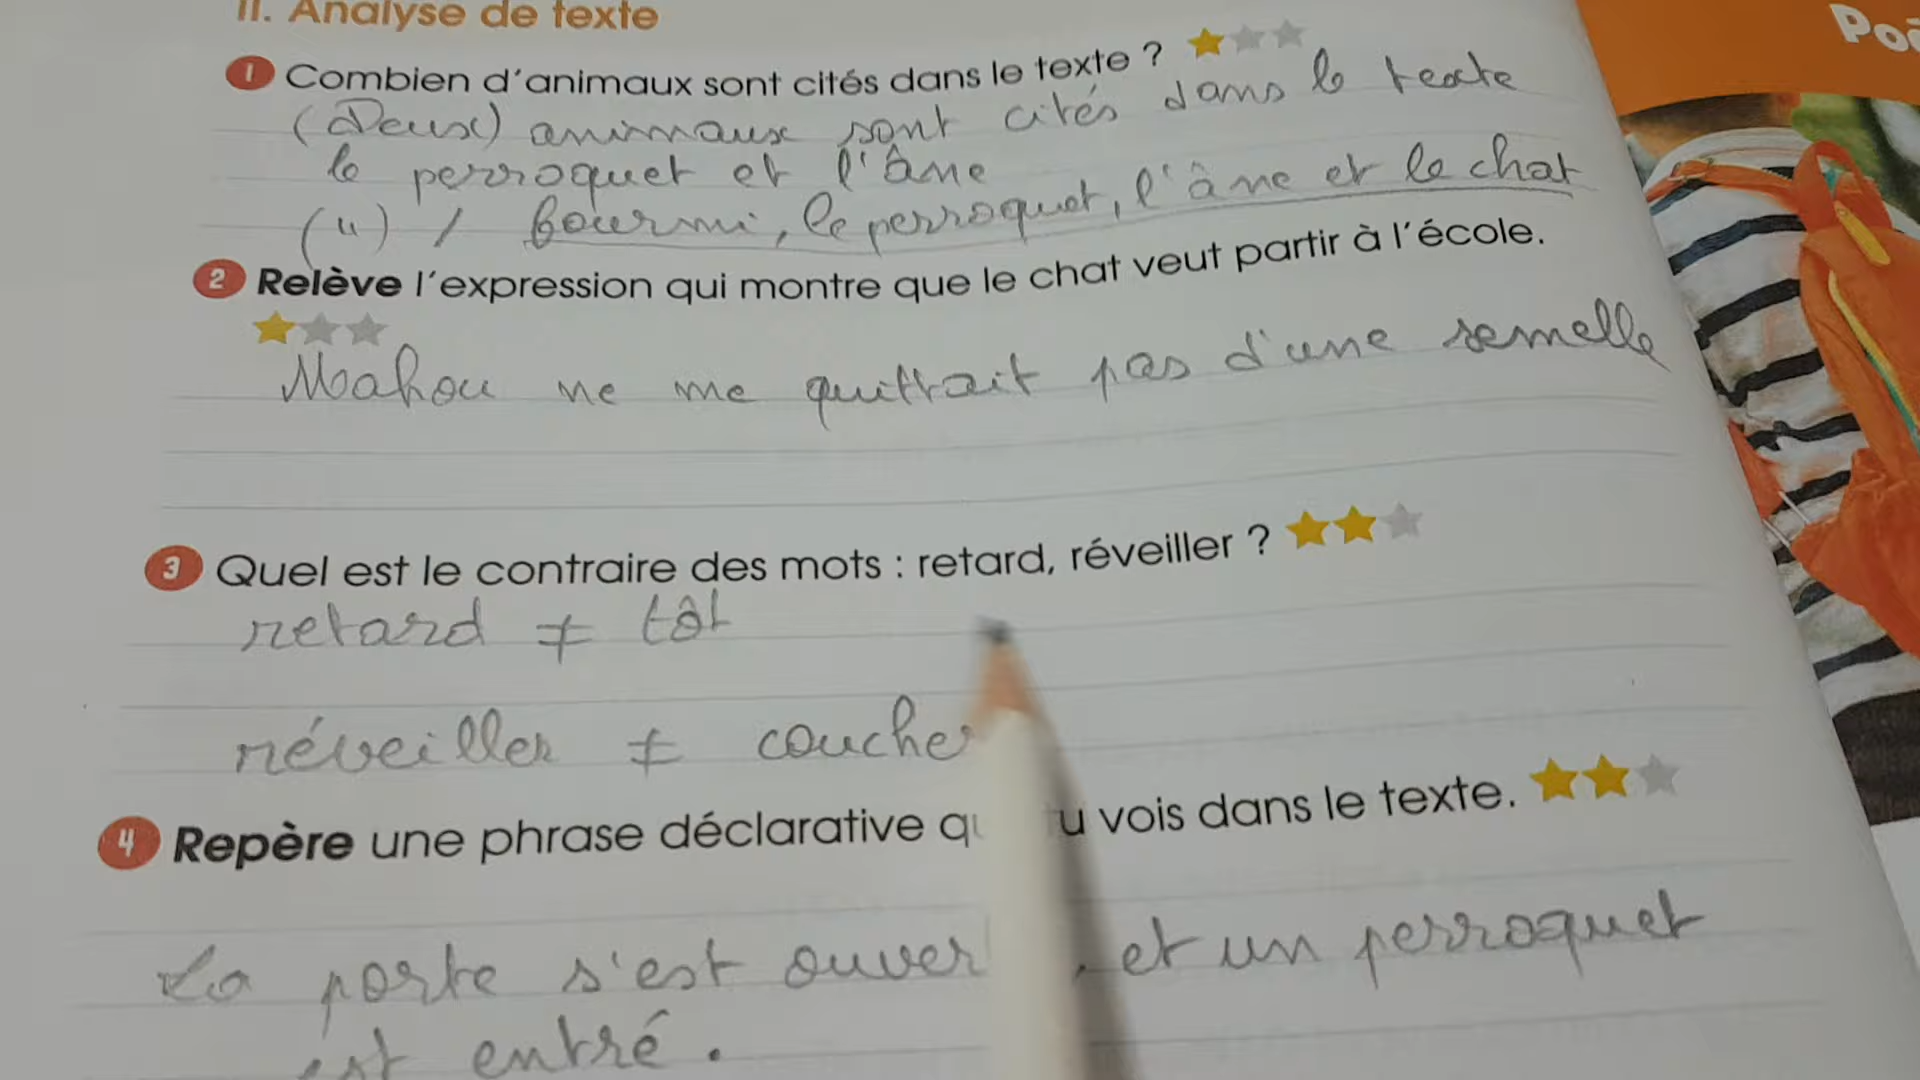 II. Analyse de texte
1 Combien d'animaux sont cités dans le texte ?
(Deux) animaux sont cités dans le texte
le perroquet et l'âne
(") / fourmi, le perroquet, l'âne et le chat
2 Relève l'expression qui montre que le chat veut partir à l'école.
Mahou ne me quittait pas d'une semelle
3 Quel est le contraire des mots : retard, réveiller ?
retard ≠ tôt
réveiller ≠ coucher
4 Repère une phrase déclarative qu u vois dans le texte.
La porte s'est ouver , et un perroquet
est entré.
Poè